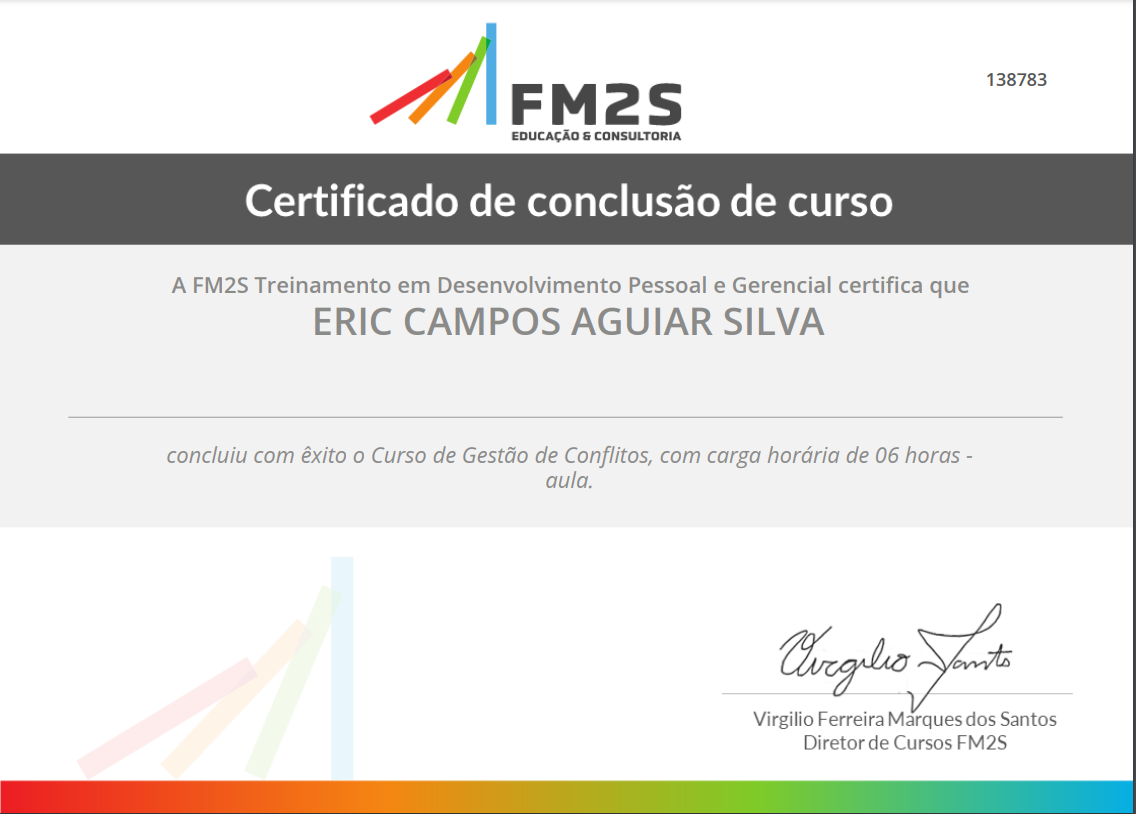 FM2S
EDUCAÇÃO & CONSULTORIA
138783
Certificado de conclusão de curso
A FM2S Treinamento em Desenvolvimento Pessoal e Gerencial certifica que
ERIC CAMPOS AGUIAR SILVA
concluiu com êxito o Curso de Gestão de Conflitos, com carga horária de 06 horas -
aula.
Virgilio Santos
Virgilio Ferreira Marques dos Santos
Diretor de Cursos FM2S